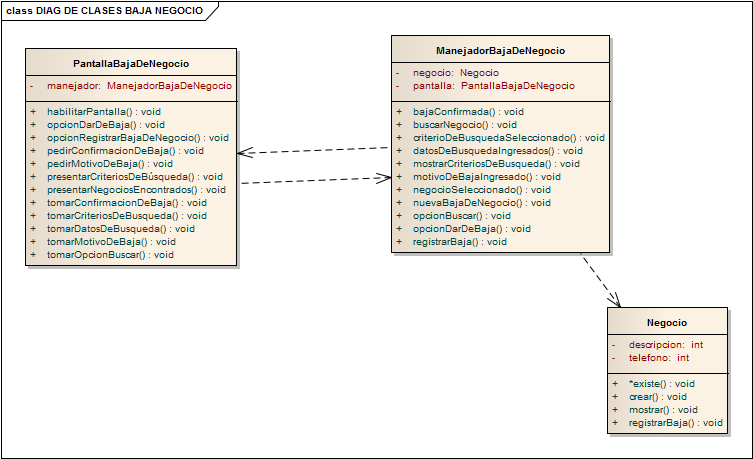 class DIAG DE CLASES BAJA NEGOCIO
PantallaBajaDeNegocio
- manejador: ManejadorBajaDeNegocio
+ habilitarPantalla() : void
+ opcionDarDeBaja() : void
+ opcionRegistrarBajaDeNegocio() : void
+ pedirConfirmacionDeBaja() : void
+ pedirMotivoDeBaja() : void
+ presentarCriteriosDeBúsqueda() : void
+ presentarNegociosEncontrados() : void
+ tomarConfirmacionDeBaja() : void
+ tomarCriteriosDeBusqueda() : void
+ tomarDatosDeBusqueda() : void
+ tomarMotivoDeBaja() : void
+ tomarOpcionBuscar() : void
ManejadorBajaDeNegocio
- negocio: Negocio
- pantalla: PantallaBajaDeNegocio
+ bajaConfirmada() : void
+ buscarNegocio() : void
+ criterioDeBusquedaSeleccionado() : void
+ datosDeBusquedaIngresados() : void
+ mostrarCriteriosDeBusqueda() : void
+ motivoDeBajaIngresado() : void
+ negocioSeleccionado() : void
+ nuevaBajaDeNegocio() : void
+ opcionBuscar() : void
+ opcionDarDeBaja() : void
+ registrarBaja() : void
Negocio
- descripcion: int
- telefono: int
+ *existe() : void
+ crear() : void
+ mostrar() : void
+ registrarBaja() : void